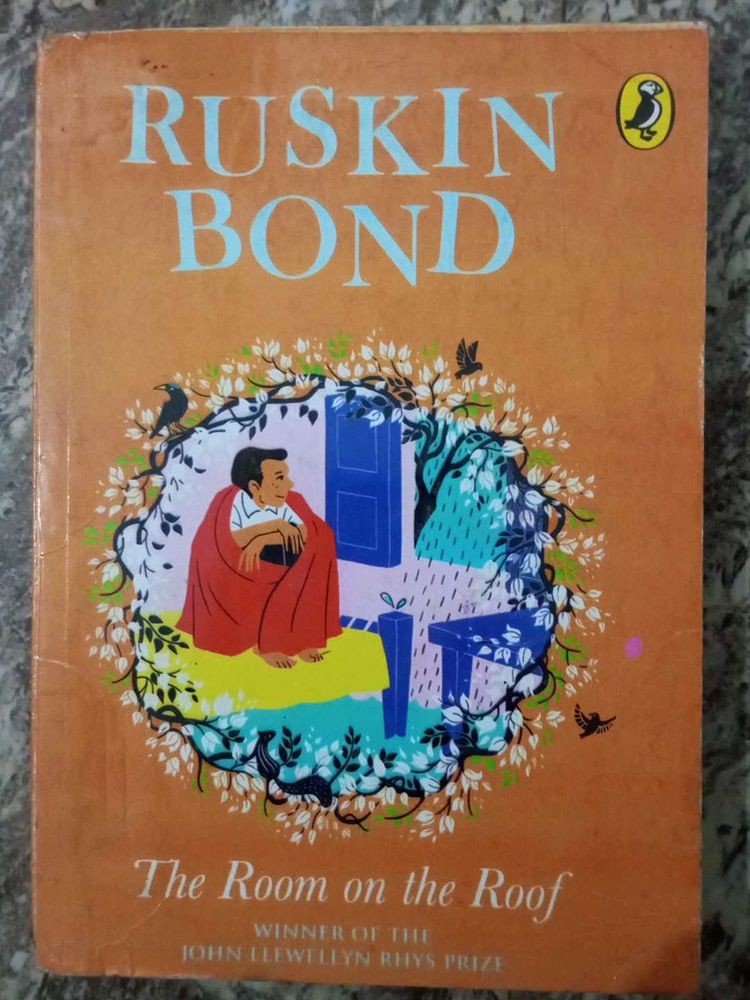 RUSKIN
BOND
The Room on the Roof
WINNER OF THE
JOHN LLEWELLYN RHYS PRIZE